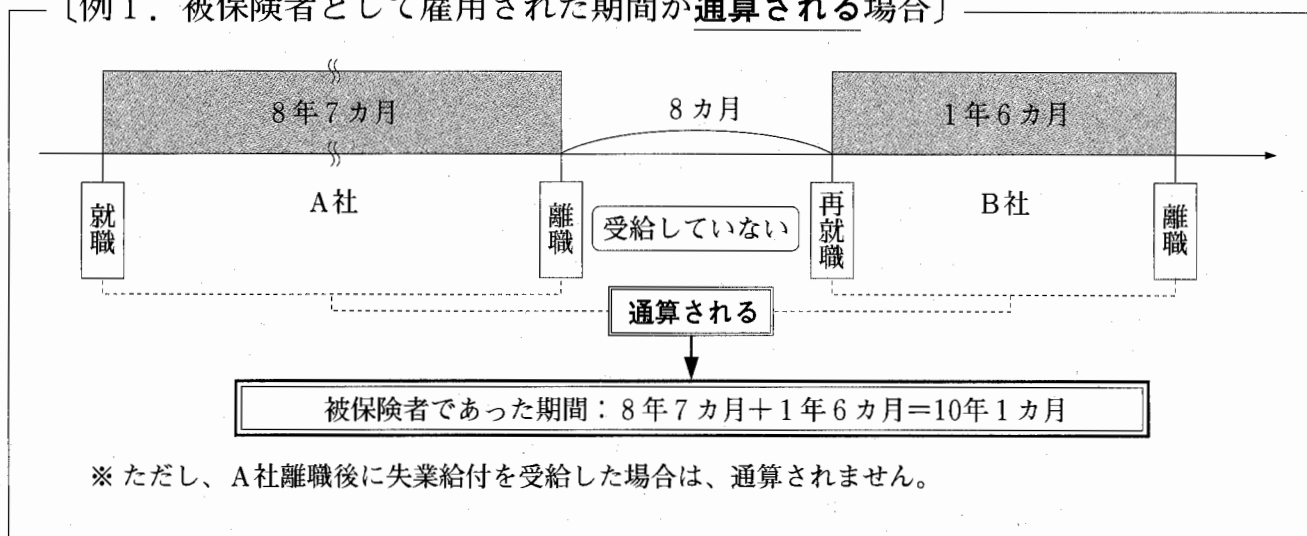 〔例1．被保険者として雇用された期間が通算される場合〕
8年7カ月
8カ月
1年6カ月
就職
A社
離職
受給していない
再就職
B社
離職
通算される
被保険者であった期間：8年7カ月＋1年6カ月＝10年1カ月
※ ただし、A社離職後に失業給付を受給した場合は、通算されません。